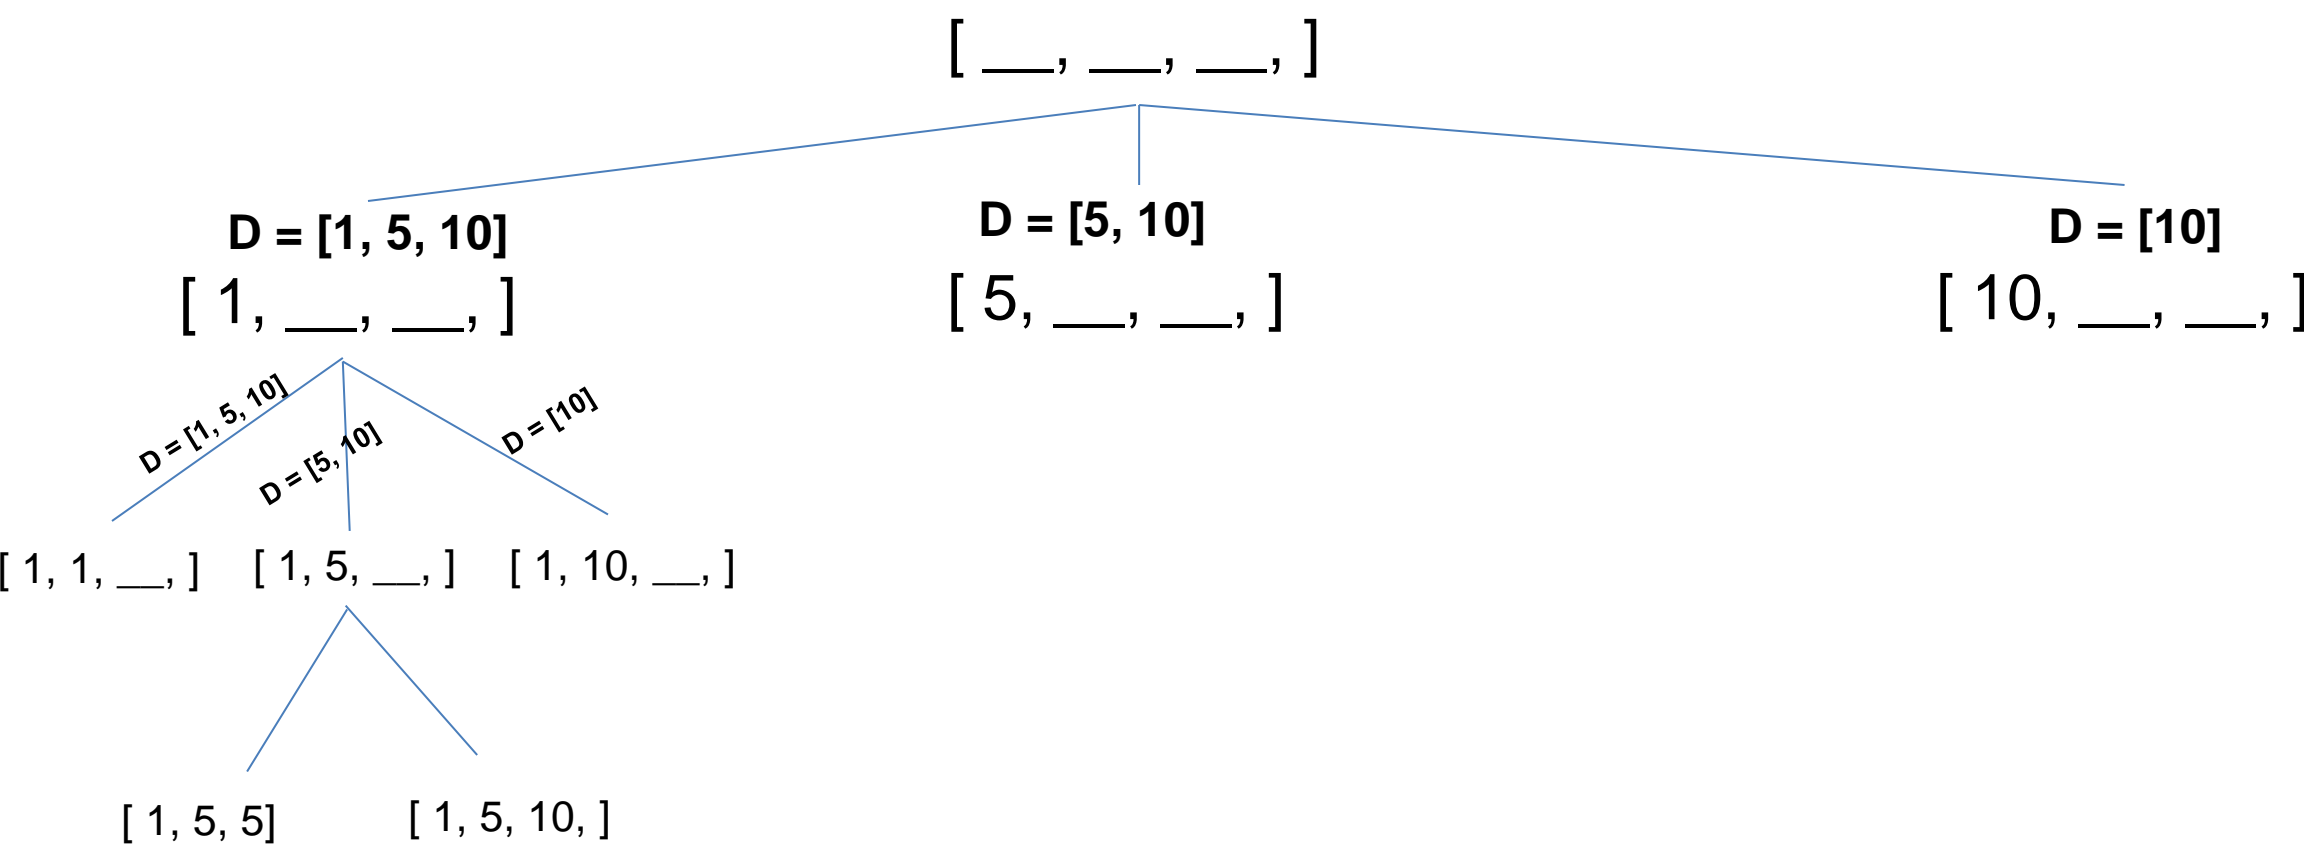 [ __, __, __, ]
D = [1, 5, 10]
D = [5, 10]
D = [10]
[ 1, __, __, ]
[ 5, __, __, ]
[ 10, __, __, ]
D = [1, 5, 10]
D = [5, 10]
D = [10]
[ 1, 1, __, ]
[ 1, 5, __, ]
[ 1, 10, __, ]
[ 1, 5, 5]
[ 1, 5, 10, ]